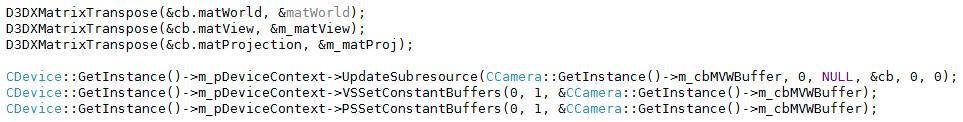 D3DXMatrixTranspose(&cb.matWorld, &matWorld);
D3DXMatrixTranspose(&cb.matView, &m_matView);
D3DXMatrixTranspose(&cb.matProjection, &m_matProj);
CDevice::GetInstance()->m_pDeviceContext->UpdateSubresource(CCamera::GetInstance()->m_cbMVWBuffer, 0, NULL, &cb, 0, 0);
CDevice::GetInstance()->m_pDeviceContext->VSSetConstantBuffers(0, 1, &CCamera::GetInstance()->m_cbMVWBuffer);
CDevice::GetInstance()->m_pDeviceContext->PSSetConstantBuffers(0, 1, &CCamera::GetInstance()->m_cbMVWBuffer);